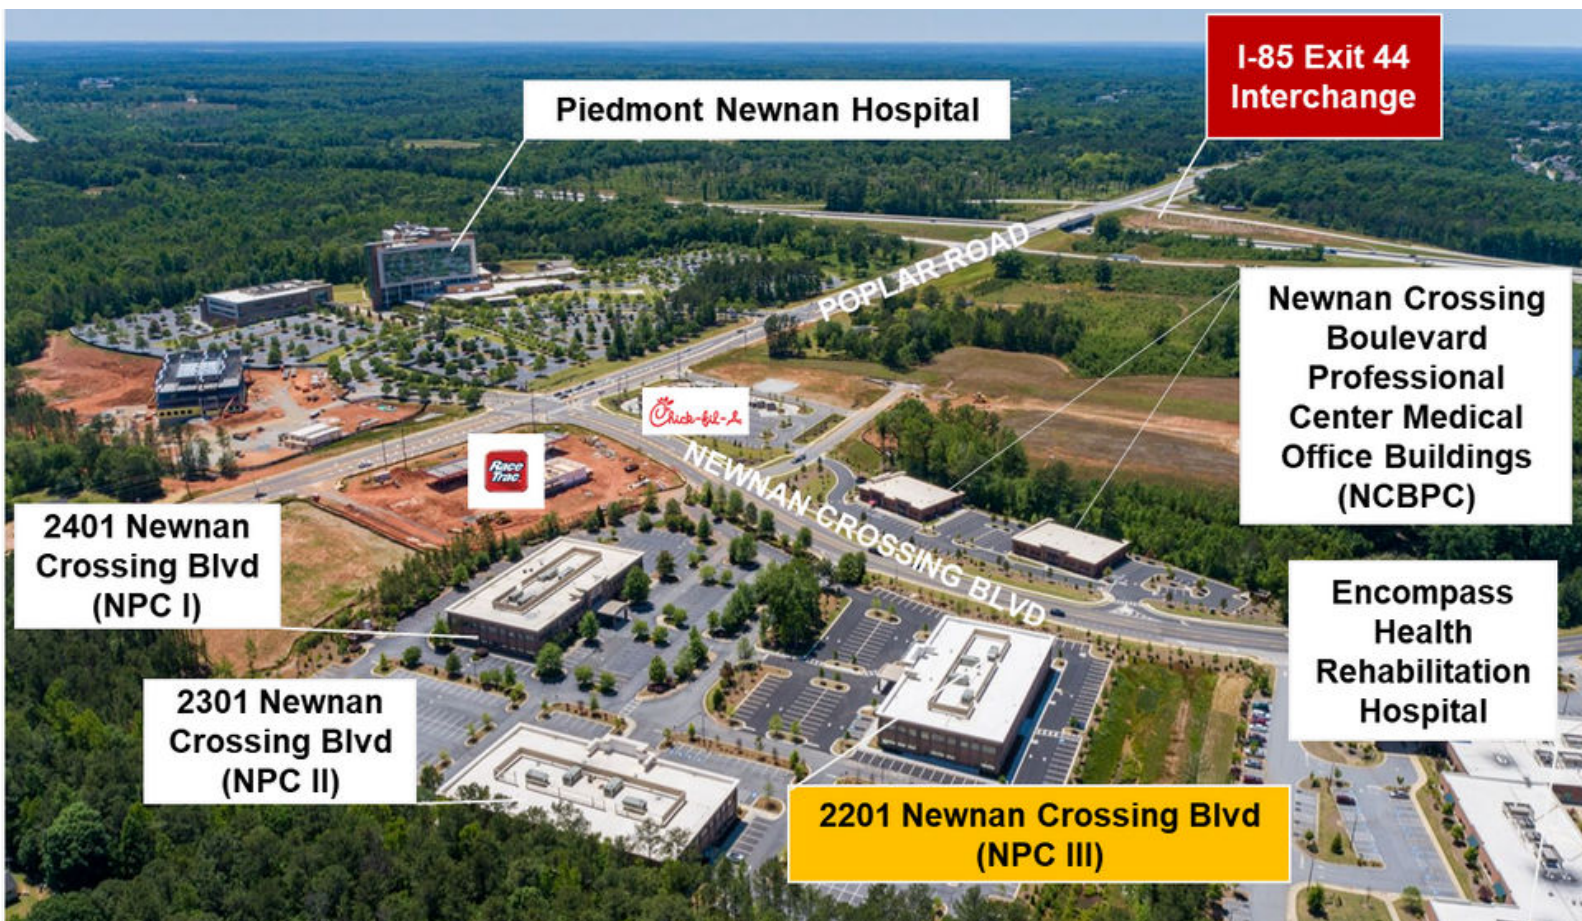 I-85 Exit 44
Interchange
Piedmont Newnan Hospital
POPLAR ROAD
Newnan Crossing
Boulevard
Professional
Center Medical
Office Buildings
(NCBPC)
Chick-fil-A
Race
Trac
NEWNAN CROSSING BLVD
2401 Newnan
Crossing Blvd
(NPC I)
Encompass
Health
Rehabilitation
Hospital
2301 Newnan
Crossing Blvd
(NPC II)
2201 Newnan Crossing Blvd
(NPC III)